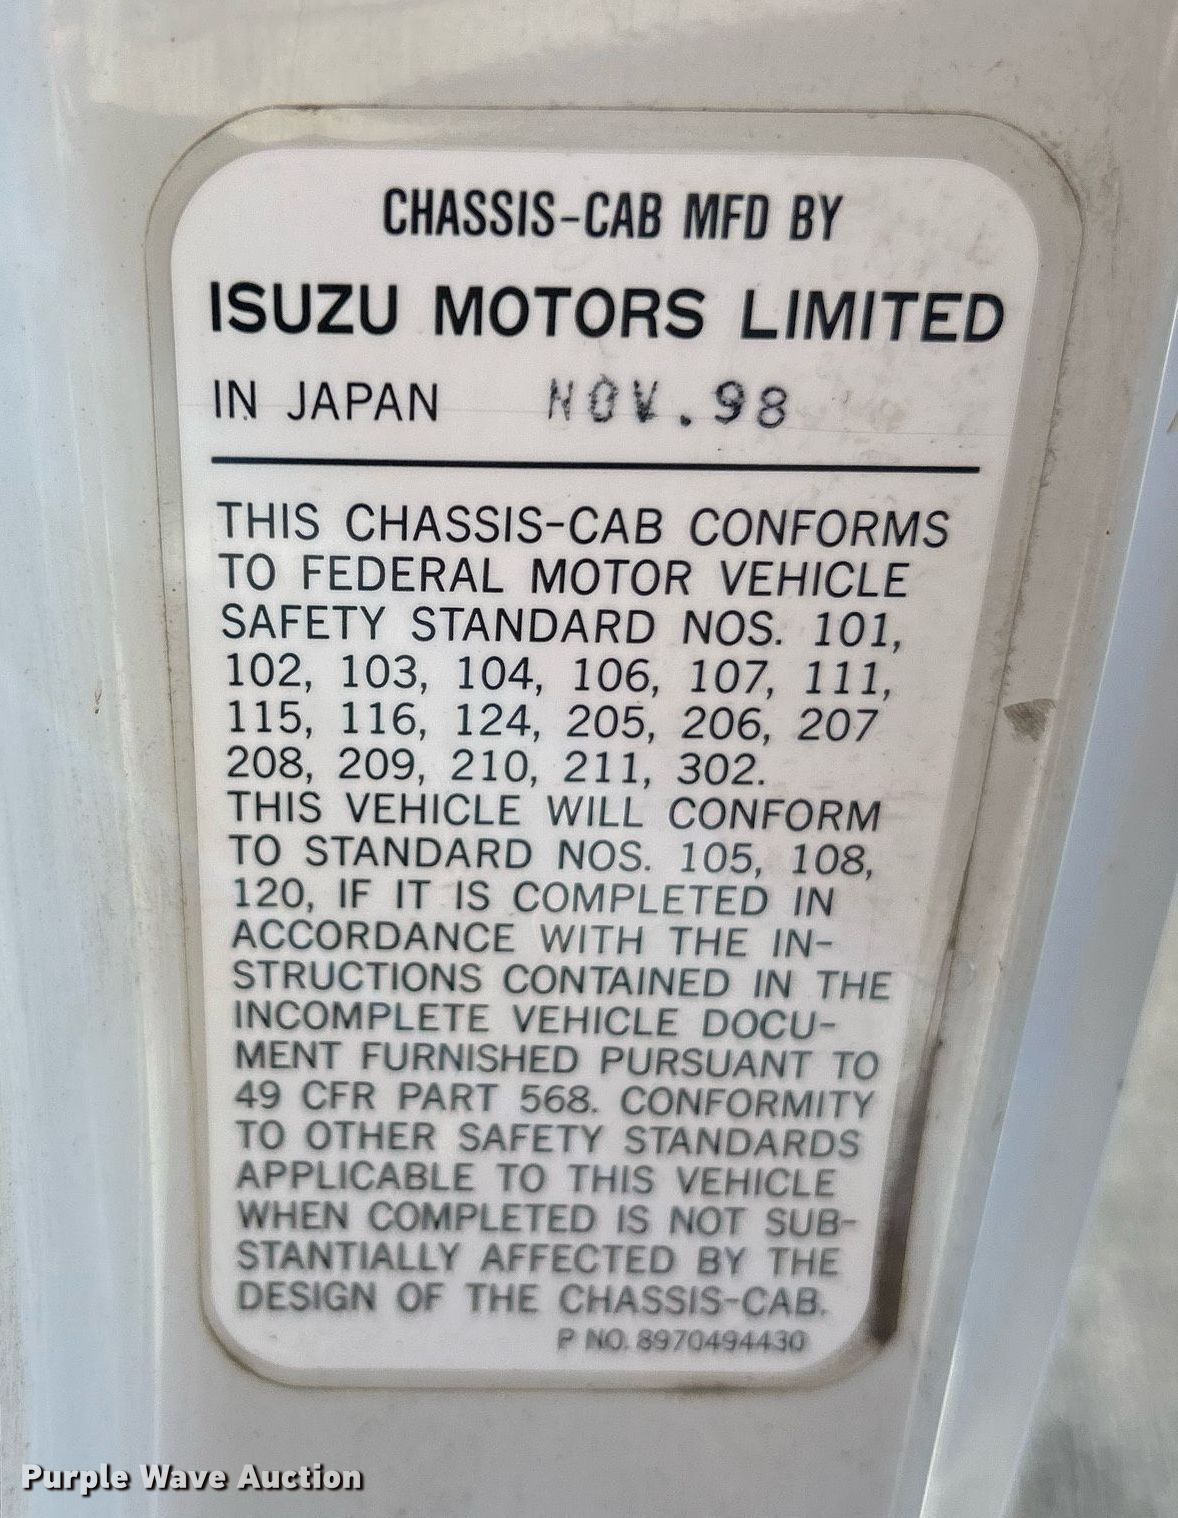 CHASSIS-CAB MFD BY
ISUZU MOTORS LIMITED
IN JAPAN NOV. 98
THIS CHASSIS-CAB CONFORMS
TO FEDERAL MOTOR VEHICLE
SAFETY STANDARD NOS. 101,
102, 103, 104, 106, 107, 111,
115, 116, 124, 205, 206, 207
208, 209, 210, 211, 302.
THIS VEHICLE WILL CONFORM
TO STANDARD NOS. 105, 108,
120, IF IT IS COMPLETED IN
ACCORDANCE WITH THE IN-
STRUCTIONS CONTAINED IN THE
INCOMPLETE VEHICLE DOCU-
MENT FURNISHED PURSUANT TO
49 CFR PART 568. CONFORMITY
TO OTHER SAFETY STANDARDS
APPLICABLE TO THIS VEHICLE
WHEN COMPLETED IS NOT SUB-
STANTIALLY AFFECTED BY THE
DESIGN OF THE CHASSIS-CAB.
P NO. 8970494430
Purple Wave Auction